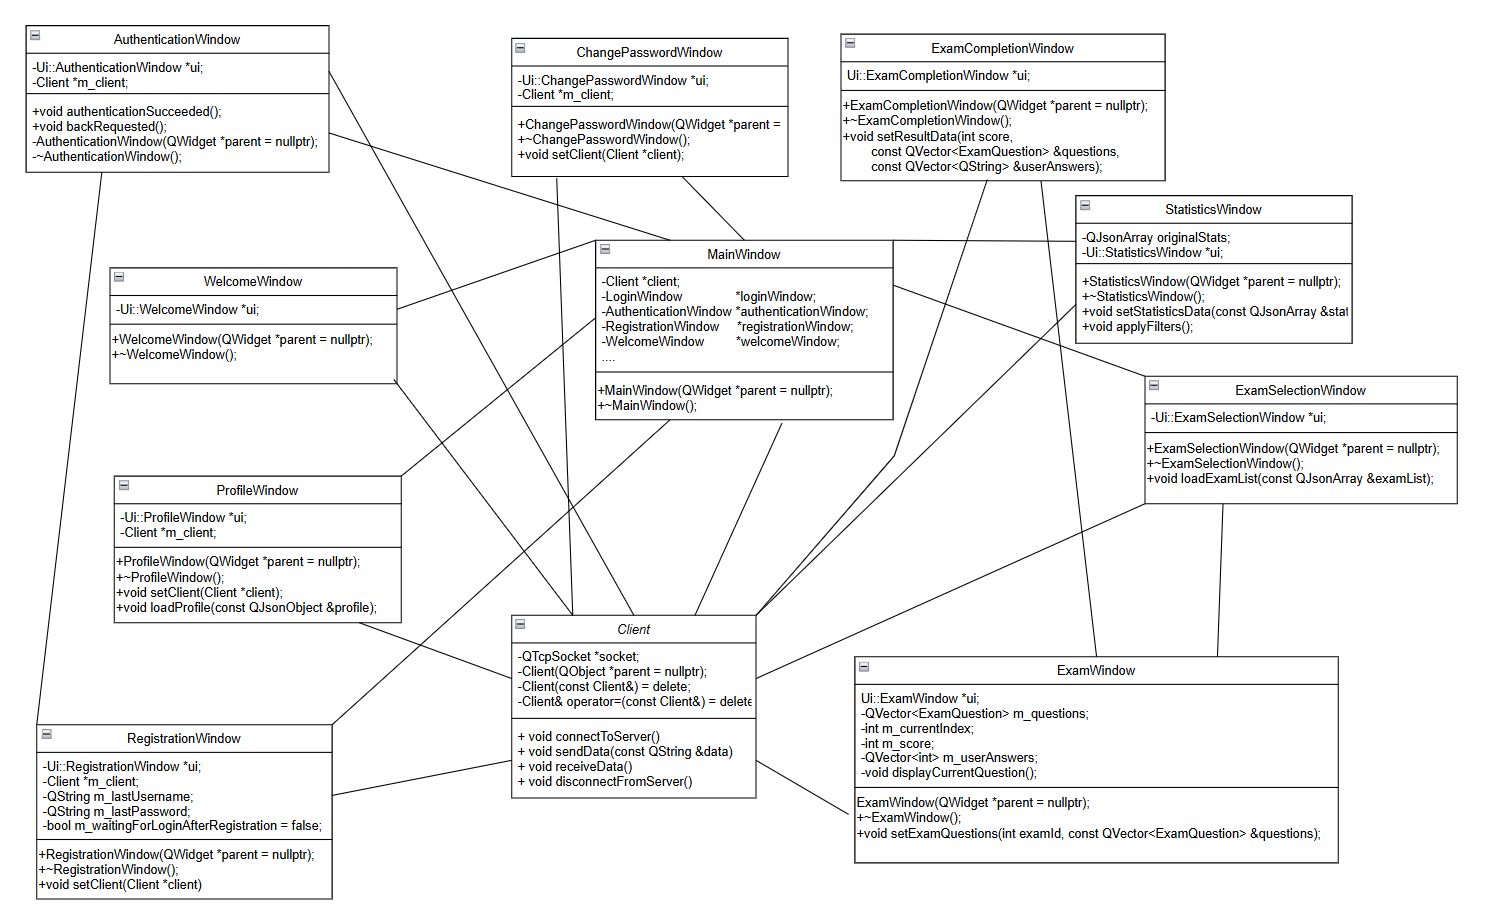 AuthenticationWindow
-Ui::AuthenticationWindow *ui;
-Client *m_client;
+void authenticationSucceeded();
+void backRequested();
-AuthenticationWindow(QWidget *parent = nullptr);
-~AuthenticationWindow();
ChangePasswordWindow
-Ui::ChangePasswordWindow *ui;
-Client *m_client;
+ChangePasswordWindow(QWidget *parent =
+~ChangePasswordWindow();
+void setClient(Client *client);
ExamCompletionWindow
Ui::ExamCompletionWindow *ui;
+ExamCompletionWindow(QWidget *parent = nullptr);
+~ExamCompletionWindow();
+void setResultData(int score,
const QVector<ExamQuestion> &questions,
const QVector<QString> &userAnswers);
StatisticsWindow
-QJsonArray originalStats;
-Ui::StatisticsWindow *ui;
+StatisticsWindow(QWidget *parent = nullptr);
+~StatisticsWindow();
+void setStatisticsData(const QJsonArray &stat
+void applyFilters();
WelcomeWindow
-Ui::WelcomeWindow *ui;
+WelcomeWindow(QWidget *parent = nullptr);
+~WelcomeWindow();
MainWindow
-Client *client;
-LoginWindow *loginWindow;
-AuthenticationWindow *authenticationWindow;
-RegistrationWindow *registrationWindow;
-WelcomeWindow *welcomeWindow;
....
+MainWindow(QWidget *parent = nullptr);
+~MainWindow();
ExamSelectionWindow
-Ui::ExamSelectionWindow *ui;
+ExamSelectionWindow(QWidget *parent = nullptr);
+~ExamSelectionWindow();
+void loadExamList(const QJsonArray &examList);
ProfileWindow
-Ui::ProfileWindow *ui;
-Client *m_client;
+ProfileWindow(QWidget *parent = nullptr);
+~ProfileWindow();
+void setClient(Client *client);
+void loadProfile(const QJsonObject &profile);
Client
-QTcpSocket *socket;
-Client(QObject *parent = nullptr);
-Client(const Client&) = delete;
-Client& operator=(const Client&) = delete
+ void connectToServer()
+ void sendData(const QString &data)
+ void receiveData()
+ void disconnectFromServer()
ExamWindow
Ui::ExamWindow *ui;
-QVector<ExamQuestion> m_questions;
-int m_currentIndex;
-int m_score;
-QVector<int> m_userAnswers;
-void displayCurrentQuestion();
ExamWindow(QWidget *parent = nullptr);
+~ExamWindow();
+void setExamQuestions(int examId, const QVector<ExamQuestion> &questions);
RegistrationWindow
-Ui::RegistrationWindow *ui;
-Client *m_client;
-QString m_lastUsername;
-QString m_lastPassword;
-bool m_waitingForLoginAfterRegistration = false;
+RegistrationWindow(QWidget *parent = nullptr);
+~RegistrationWindow();
+void setClient(Client *client)